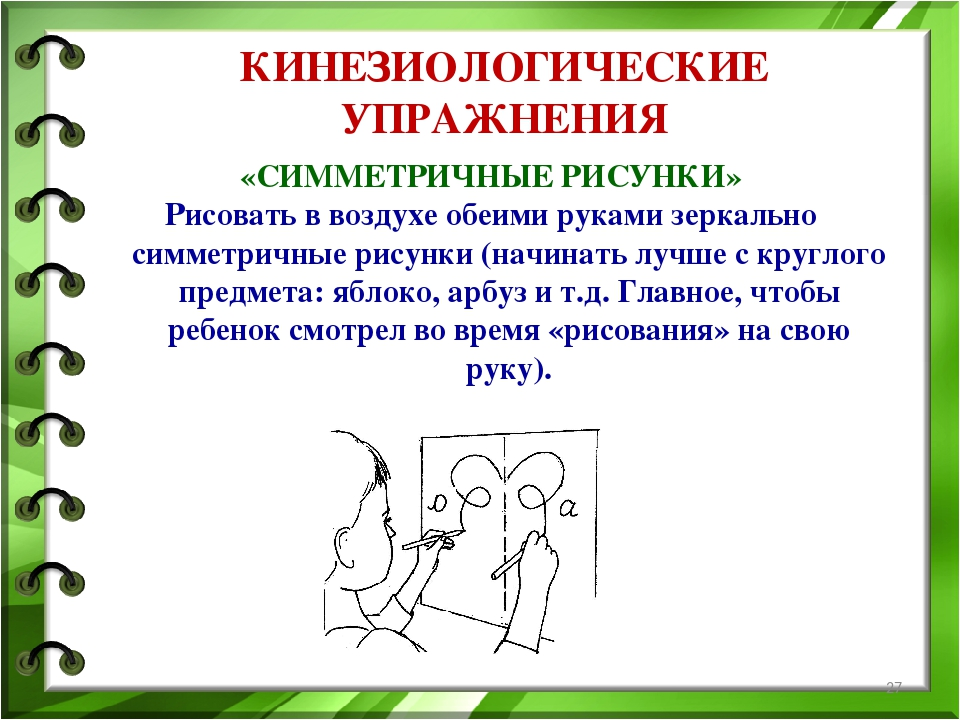 КИНЕЗИОЛОГИЧЕСКИЕ
УПРАЖНЕНИЯ
«СИММЕТРИЧНЫЕ РИСУНКИ»
Рисовать в воздухе обеими руками зеркально
симметричные рисунки (начинать лучше с круглого
предмета: яблоко, арбуз и т.д. Главное, чтобы
ребенок смотрел во время «рисования» на свою
руку).
а
27